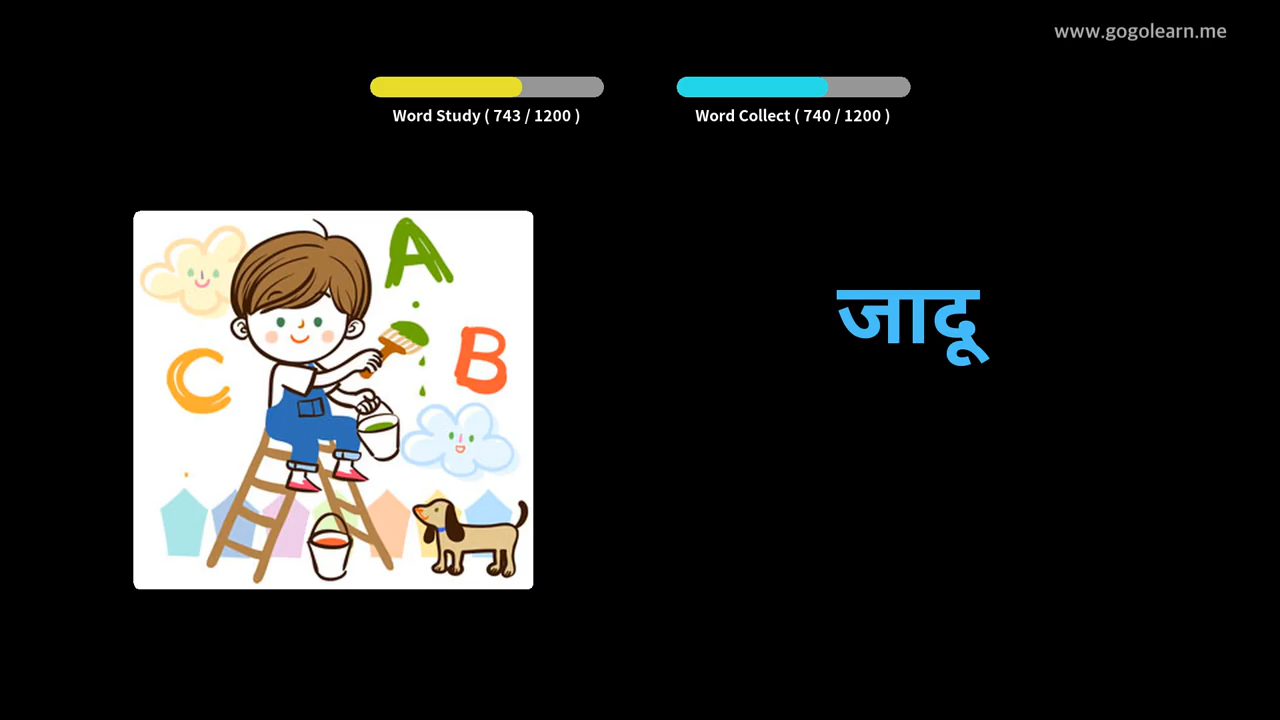 www.gogolearn.me
Word Study ( 743 / 1200 )
Word Collect ( 740 / 1200 )
A
B
C
जादू